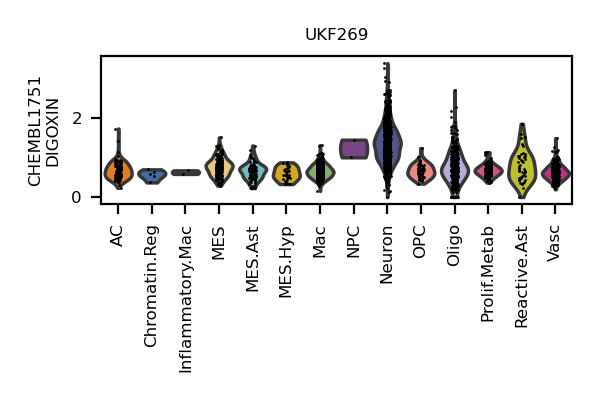 UKF269
CHEMBL1751
DIGOXIN
2
0
AC
Chromatin.Reg
Inflammatory.Mac
MES
MES.Ast
MES.Hyp
Mac
NPC
Neuron
OPC
Oligo
Prolif.Metab
Reactive.Ast
Vasc